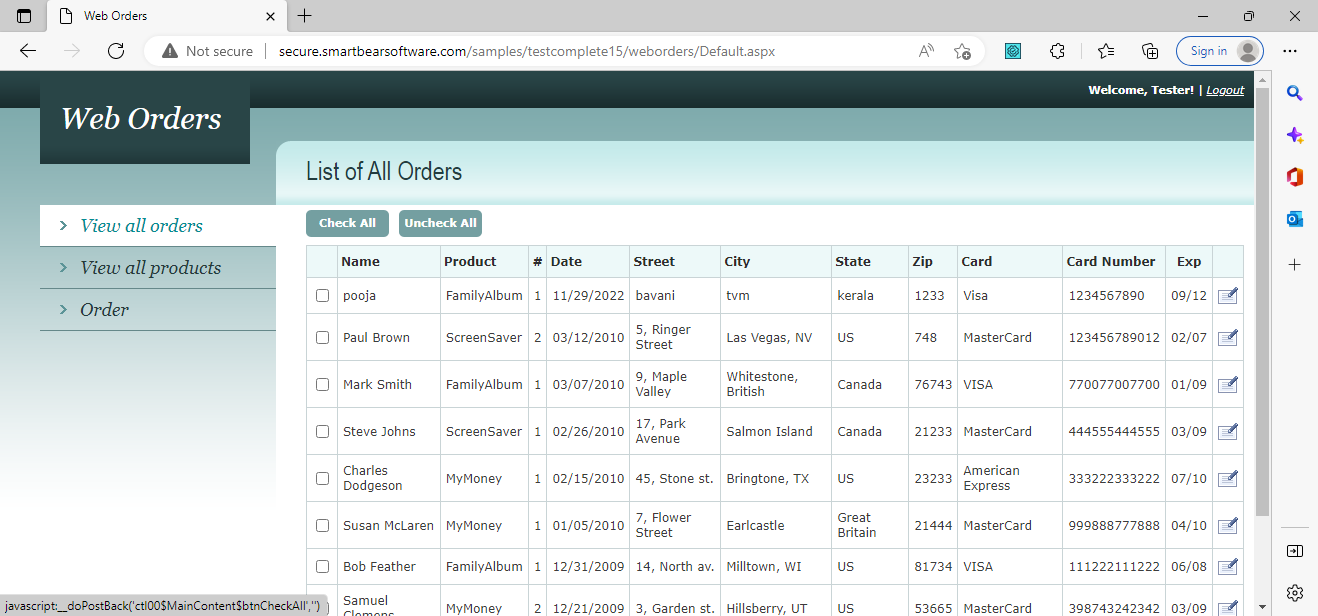 Web Orders
Not secure
secure.smartbearsoftware.com/samples/testcomplete15/weborders/Default.aspx
Sign in
Welcome, Tester! | Logout
Web Orders
List of All Orders
View all orders
View all products
Order
Check All Uncheck All
Name Product # Date Street City State Zip Card Card Number Exp
pooja FamilyAlbum 1 11/29/2022 bavani tvm kerala 1233 Visa 1234567890 09/12
Paul Brown ScreenSaver 2 03/12/2010 5, Ringer Street Las Vegas, NV US 748 MasterCard 123456789012 02/07
Mark Smith FamilyAlbum 1 03/07/2010 9, Maple Valley Whitestone, British Canada 76743 VISA 770077007700 01/09
Steve Johns ScreenSaver 1 02/26/2010 17, Park Avenue Salmon Island Canada 21233 MasterCard 444555444555 03/09
Charles Dodgeson MyMoney 1 02/15/2010 45, Stone st. Bringtone, TX US 23233 American Express 333222333222 07/10
Susan McLaren MyMoney 1 01/05/2010 7, Flower Street Earlcastle Great Britain 21444 MasterCard 999888777888 04/10
Bob Feather FamilyAlbum 1 12/31/2009 14, North av. Milltown, WI US 81734 VISA 111222111222 06/08
Samuel Clemens MyMoney 2 12/21/2009 3, Garden st. Hillsberry, UT US 53665 MasterCard 398743242342 03/09
javascript:__doPostBack('ctl00$MainContent$btnCheckAll','')